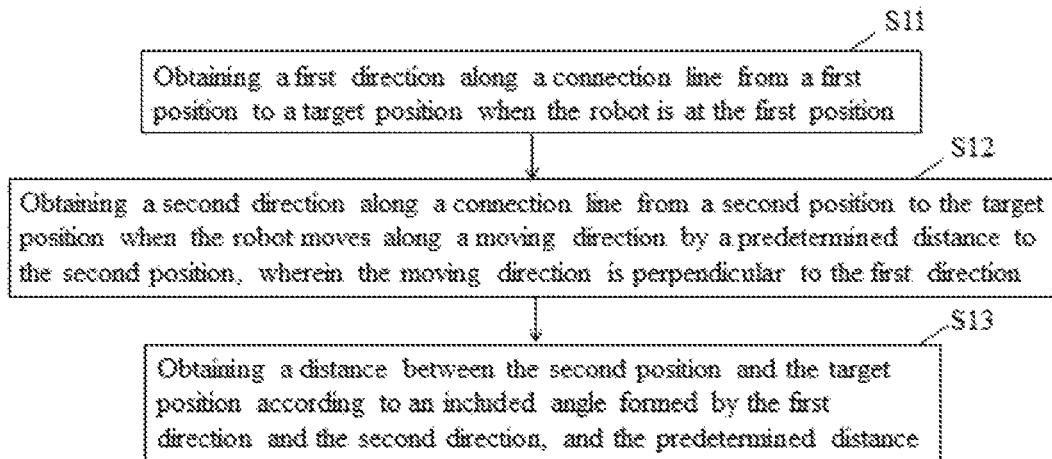 S11
Obtaining a first direction along a connection line from a first
position to a target position when the robot is at the first position
S12
Obtaining a second direction along a connection line from a second position to the target
position when the robot moves along a moving direction by a predetermined distance to
the second position, wherein the moving direction is perpendicular to the first direction
S13
Obtaining a distance between the second position and the target
position according to an included angle formed by the first
direction and the second direction, and the predetermined distance